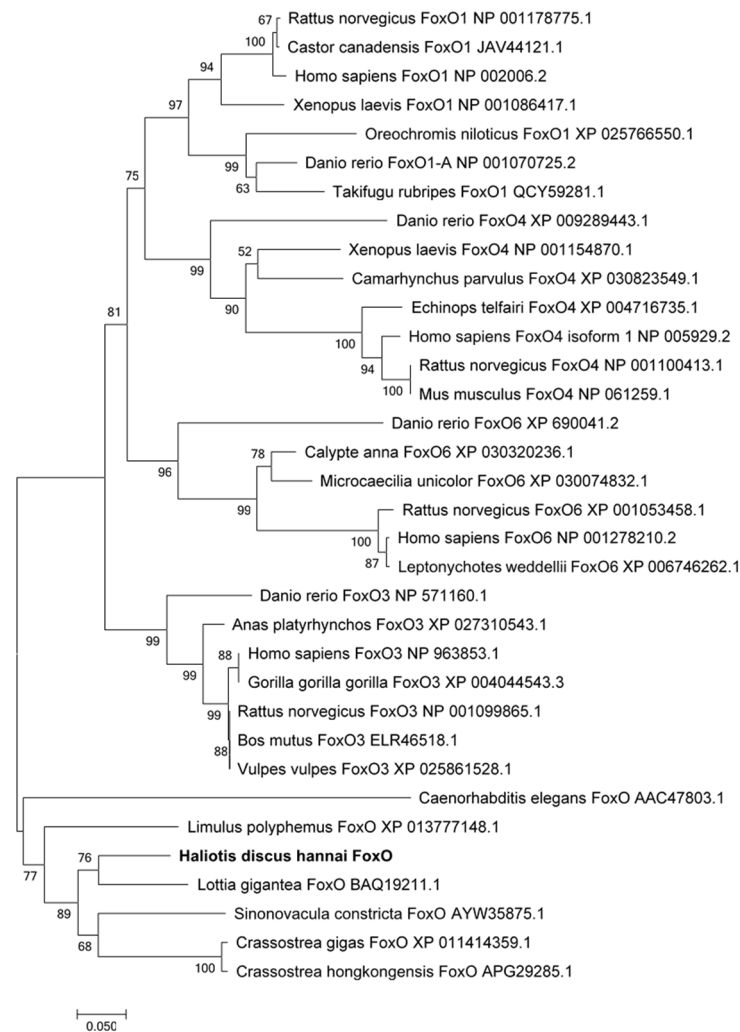 67
Rattus norvegicus FoxO1 NP 001178775.1
100
Castor canadensis FoxO1 JAV44121.1
94
Homo sapiens FoxO1 NP 002006.2
97
Xenopus laevis FoxO1 NP 001086417.1
Oreochromis niloticus FoxO1 XP 025766550.1
99
Danio rerio FoxO1-A NP 001070725.2
75
63
Takifugu rubripes FoxO1 QCY59281.1
Danio rerio FoxO4 XP 009289443.1
99
52
Xenopus laevis FoxO4 NP 001154870.1
Camarhynchus parvulus FoxO4 XP 030823549.1
90
Echinops telfairi FoxO4 XP 004716735.1
81
100
Homo sapiens FoxO4 isoform 1 NP 005929.2
94
Rattus norvegicus FoxO4 NP 001100413.1
100
Mus musculus FoxO4 NP 061259.1
Danio rerio FoxO6 XP 690041.2
96
78
Calypte anna FoxO6 XP 030320236.1
Microcaecilia unicolor FoxO6 XP 030074832.1
99
Rattus norvegicus FoxO6 XP 001053458.1
100
Homo sapiens FoxO6 NP 001278210.2
87
Leptonychotes weddellii FoxO6 XP 006746262.1
Danio rerio FoxO3 NP 571160.1
99
Anas platyrhynchos FoxO3 XP 027310543.1
99
88
Homo sapiens FoxO3 NP 963853.1
Gorilla gorilla gorilla FoxO3 XP 004044543.3
99
Rattus norvegicus FoxO3 NP 001099865.1
88
Bos mutus FoxO3 ELR46518.1
Vulpes vulpes FoxO3 XP 025861528.1
Caenorhabditis elegans FoxO AAC47803.1
Limulus polyphemus FoxO XP 013777148.1
77
76
Haliotis discus hannai FoxO
Lottia gigantea FoxO BAQ19211.1
89
Sinonovacula constricta FoxO AYW35875.1
68
Crassostrea gigas FoxO XP 011414359.1
100
Crassostrea hongkongensis FoxO APG29285.1
0.050